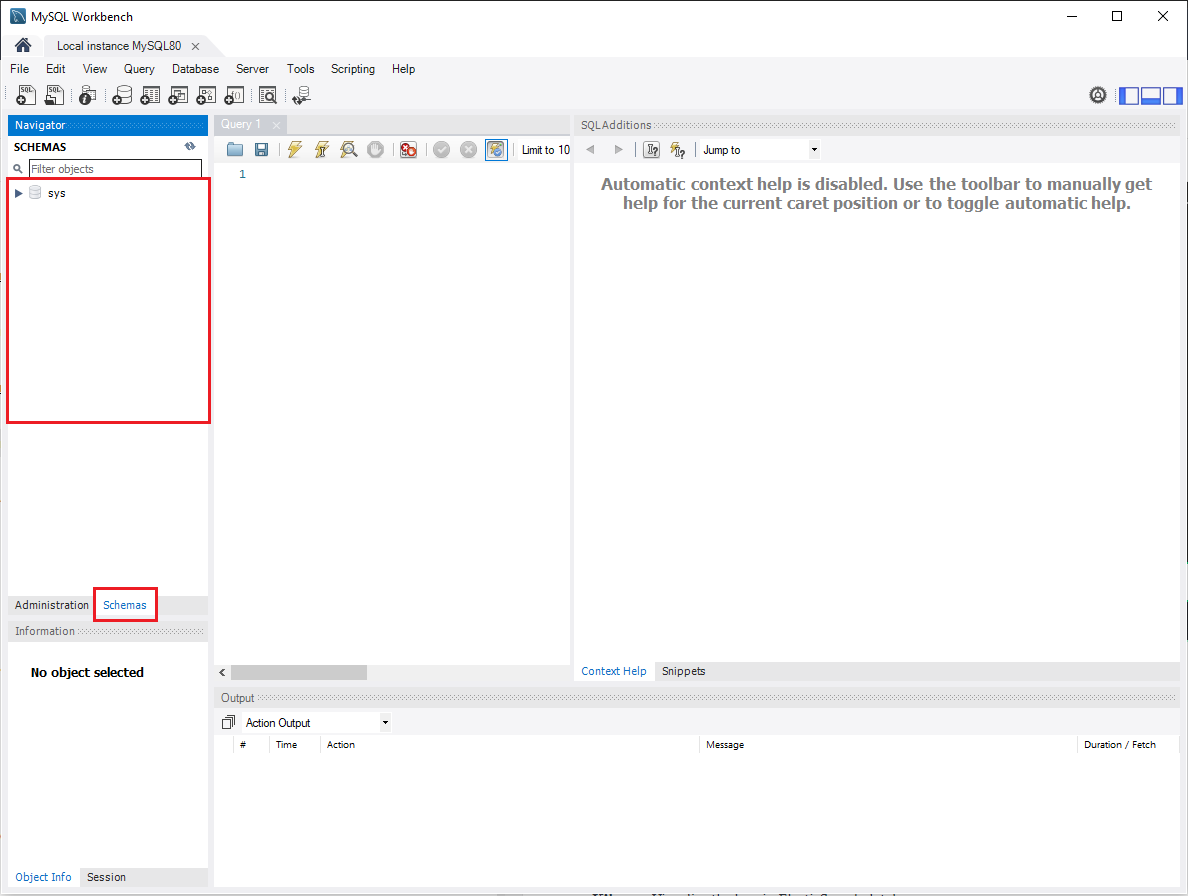 MySQL Workbench
Local instance MySQL80
File Edit View Query Database Server Tools Scripting Help
Navigator
SCHEMAS
Filter objects
sys
Administration Schemas
Information
No object selected
Object Info Session
Query 1
Limit to 10
1
SQLAdditions
Jump to
Automatic context help is disabled. Use the toolbar to manually get
help for the current caret position or to toggle automatic help.
Context Help Snippets
Output
Action Output
# Time Action Message Duration / Fetch